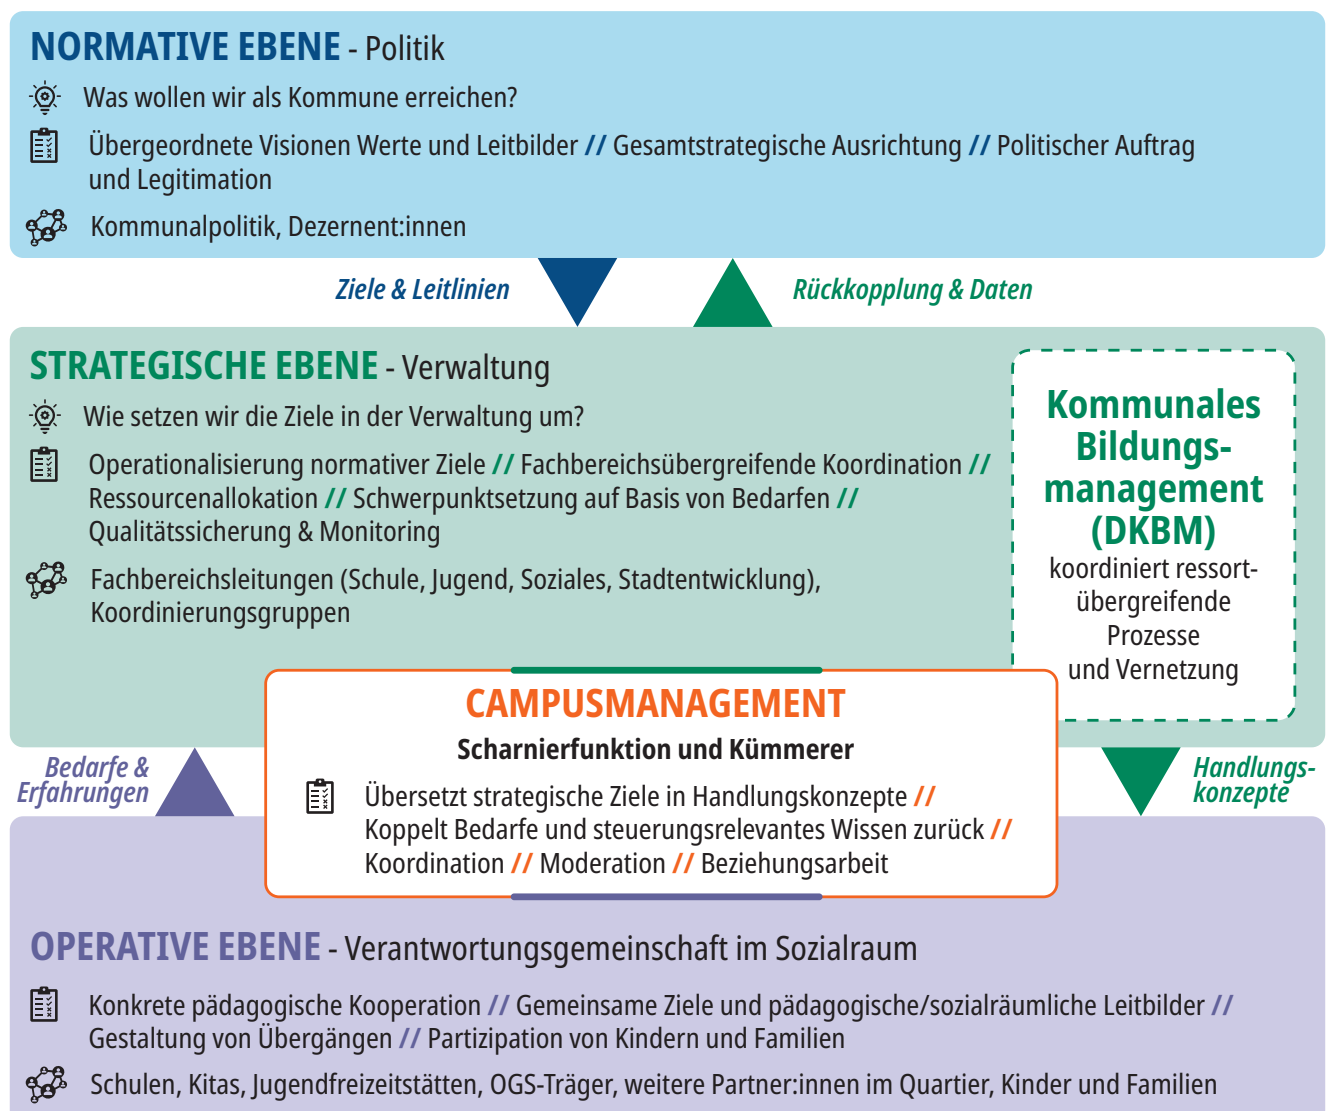 NORMATIVE EBENE - Politik
Was wollen wir als Kommune erreichen?
Übergeordnete Visionen Werte und Leitbilder // Gesamtstrategische Ausrichtung // Politischer Auftrag
und Legitimation
Kommunalpolitik, Dezernent:innen
Ziele & Leitlinien
Rückkopplung & Daten
STRATEGISCHE EBENE - Verwaltung
Wie setzen wir die Ziele in der Verwaltung um?
Operationalisierung normativer Ziele // Fachbereichsübergreifende Koordination //
Ressourcenallokation // Schwerpunktsetzung auf Basis von Bedarfen //
Qualitätssicherung & Monitoring
Fachbereichsleitungen (Schule, Jugend, Soziales, Stadtentwicklung),
Koordinierungsgruppen
Kommunales
Bildungs-
management
(DKBM)
koordiniert ressort-
übergreifende
Prozesse
und Vernetzung
CAMPUSMANAGEMENT
Scharnierfunktion und Kümmerer
Übersetzt strategische Ziele in Handlungskonzepte //
Koppelt Bedarfe und steuerungsrelevantes Wissen zurück //
Koordination // Moderation // Beziehungsarbeit
Bedarfe &
Erfahrungen
Handlungs-
konzepte
OPERATIVE EBENE - Verantwortungsgemeinschaft im Sozialraum
Konkrete pädagogische Kooperation // Gemeinsame Ziele und pädagogische/sozialräumliche Leitbilder //
Gestaltung von Übergängen // Partizipation von Kindern und Familien
Schulen, Kitas, Jugendfreizeitstätten, OGS-Träger, weitere Partner:innen im Quartier, Kinder und Familien